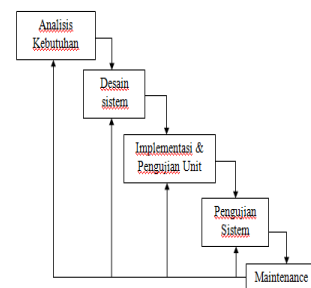 Analisis
Kebutuhan
Desain
sistem
Implementasi &
Pengujian Unit
Pengujian
Sistem
Maintenance